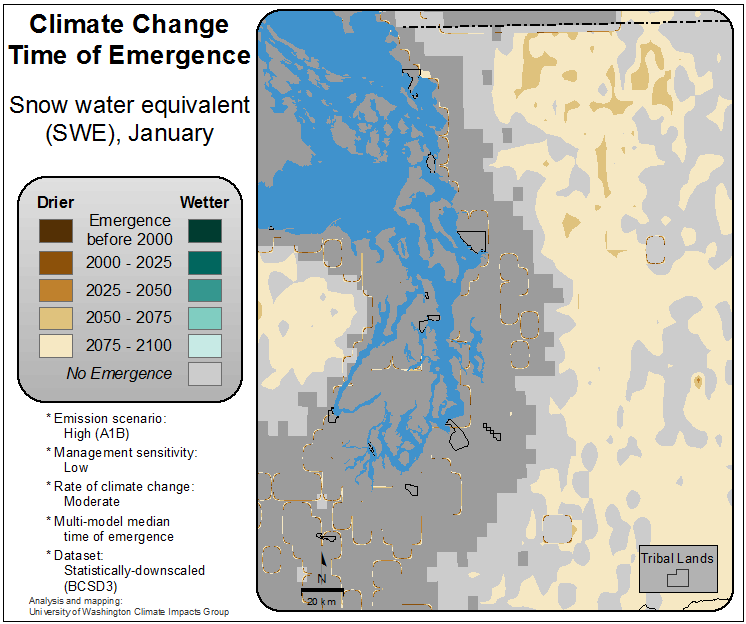 Climate Change
Time of Emergence
Snow water equivalent
(SWE), January
Drier
Wetter
Emergence
before 2000
2000 - 2025
2025 - 2050
2050 - 2075
2075 - 2100
No Emergence
* Emission scenario:
High (A1B)
* Management sensitivity:
Low
* Rate of climate change:
Moderate
* Multi-model median
time of emergence
* Dataset:
Statistically-downscaled
(BCSD3)
Analysis and mapping:
University of Washington Climate Impacts Group
N
20 km
Tribal Lands